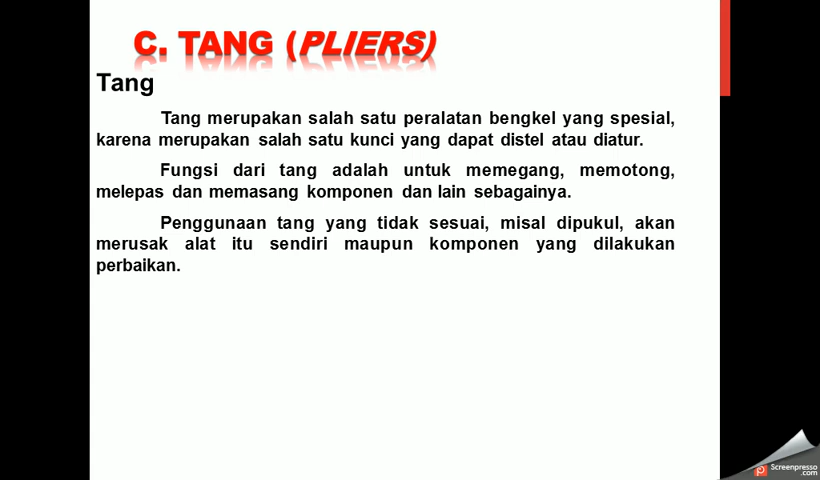 C. TANG (PLIERS)
Tang
Tang merupakan salah satu peralatan bengkel yang spesial,
karena merupakan salah satu kunci yang dapat distel atau diatur.
Fungsi dari tang adalah untuk memegang, memotong,
melepas dan memasang komponen dan lain sebagainya.
Penggunaan tang yang tidak sesuai, misal dipukul, akan
merusak alat itu sendiri maupun komponen yang dilakukan
perbaikan.
Screenpresso
.com